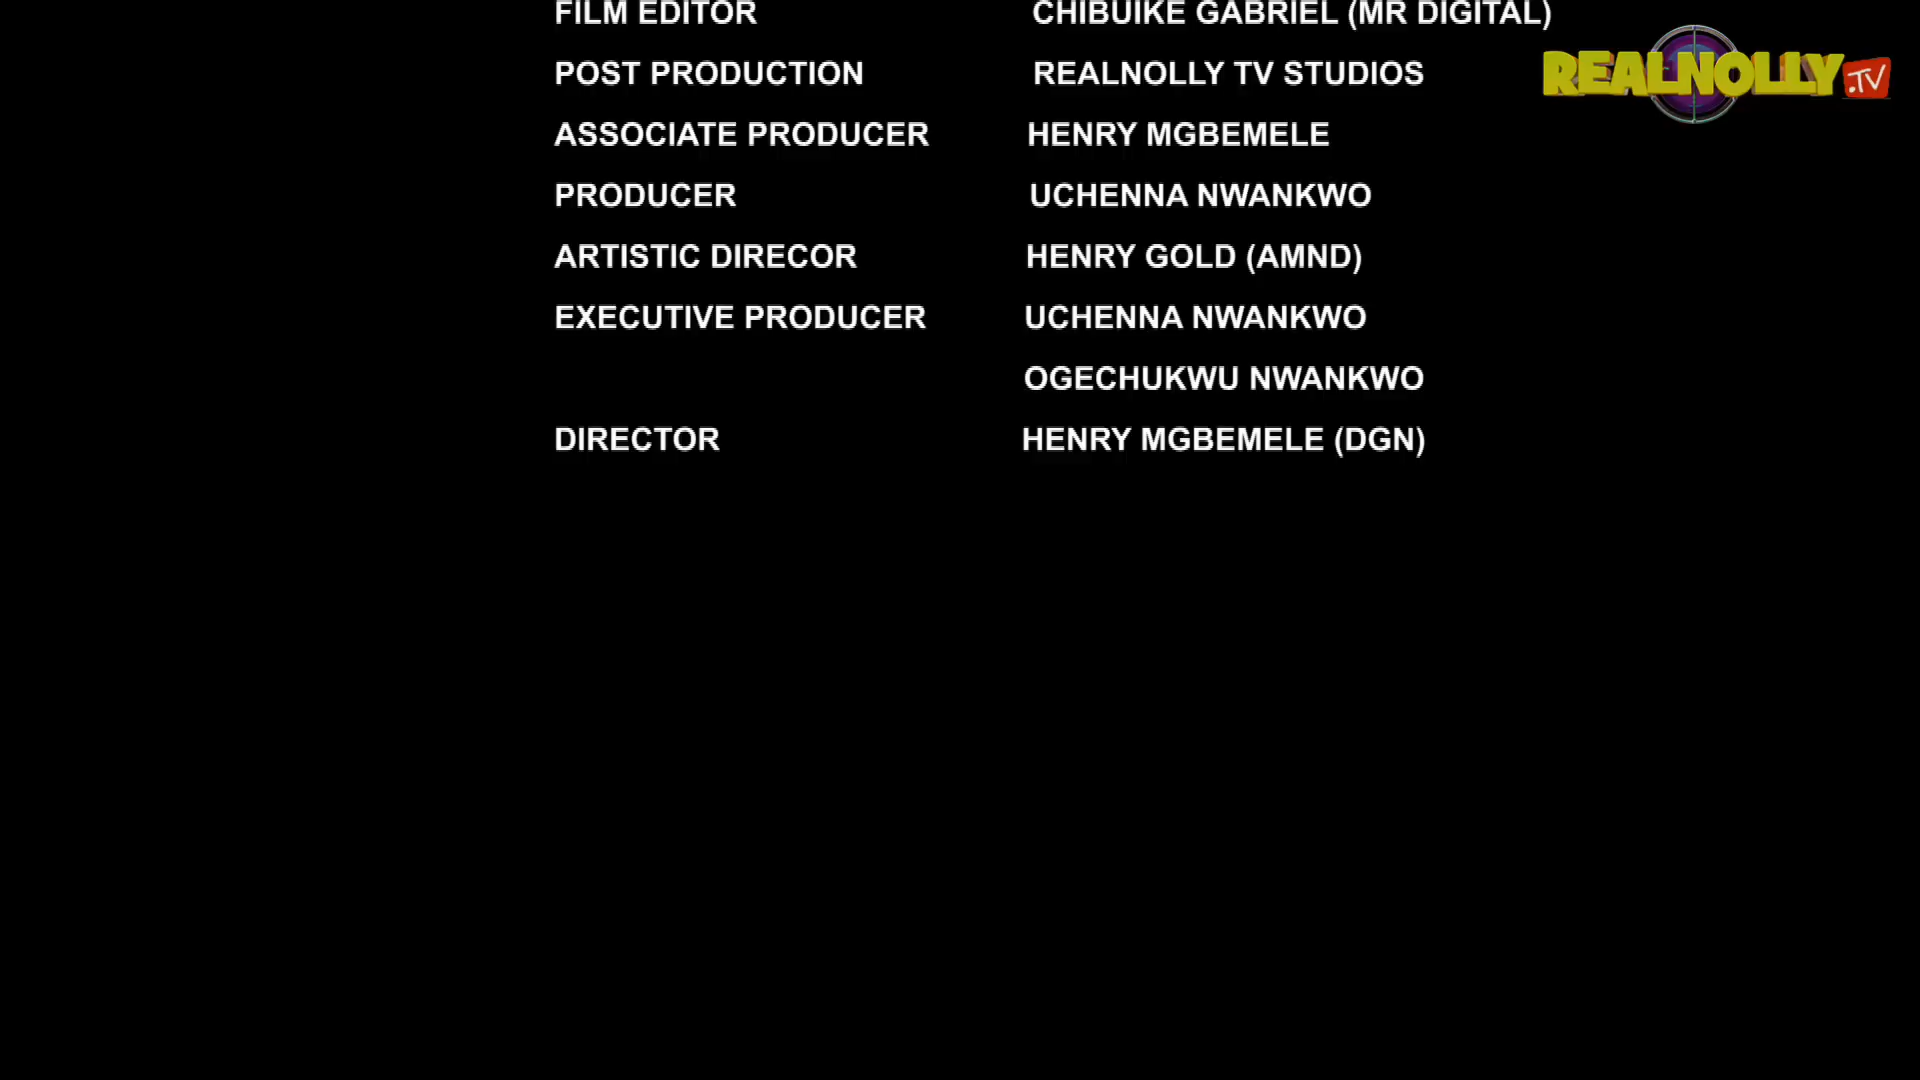 FILM EDITOR CHIBUIKE GABRIEL (MR DIGITAL)
POST PRODUCTION REALNOLLY TV STUDIOS
REALNOLLY.TV
ASSOCIATE PRODUCER HENRY MGBEMELE
PRODUCER UCHENNA NWANKWO
ARTISTIC DIRECOR HENRY GOLD (AMND)
EXECUTIVE PRODUCER UCHENNA NWANKWO
OGECHUKWU NWANKWO
DIRECTOR HENRY MGBEMELE (DGN)